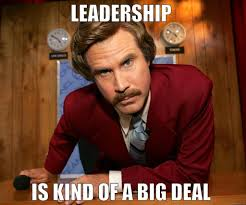 LEADERSHIP
IS KIND OF A BIG DEAL